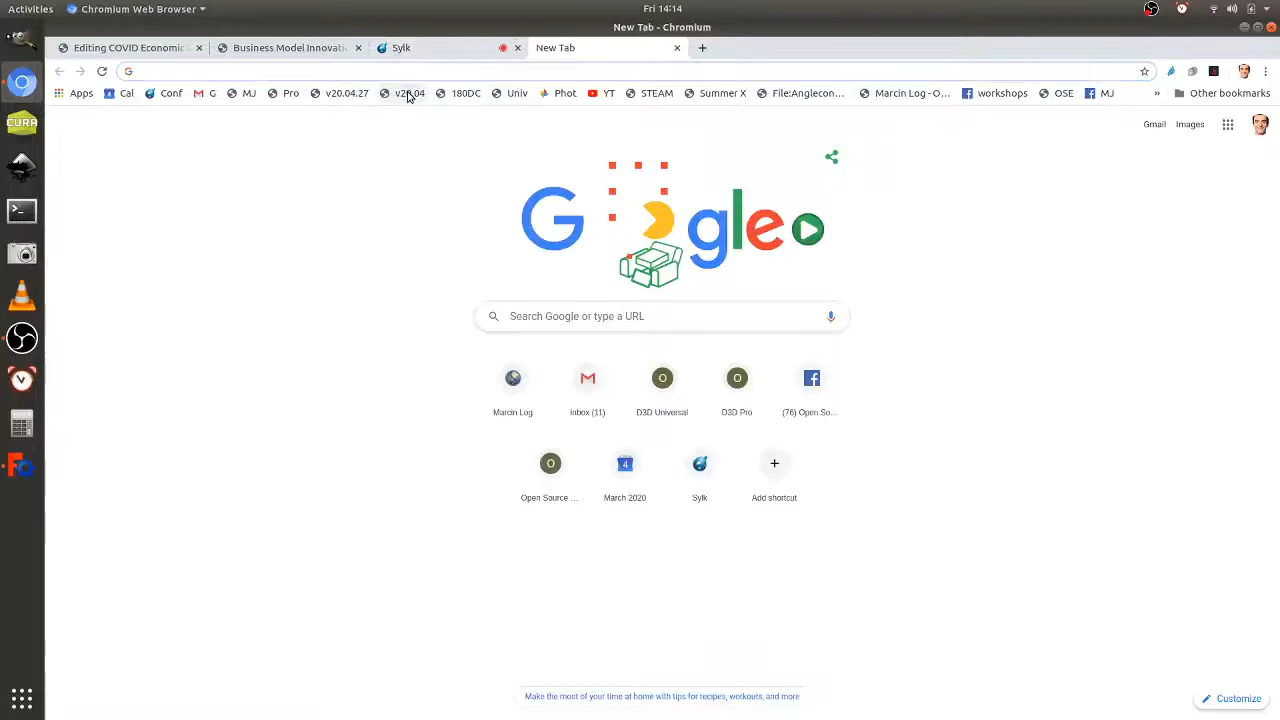 Activities Chromium Web Browser Fri 14:14
New Tab - Chromium
Editing COVID Economic Business Model Innovati Sylk New Tab
Apps Cal Conf G MJ Pro v20.04.27 v20.04 180DC Univ Phot YT STEAM Summer X File:Anglecon... Marcin Log - O... workshops OSE MJ » Other bookmarks
Gmail Images
Google
Search Google or type a URL
Marcin Log Inbox (11) D3D Universal D3D Pro (76) Open So...
Open Source ... March 2020 Sylk Add shortcut
CURA
Make the most of your time at home with tips for recipes, workouts, and more
Customize